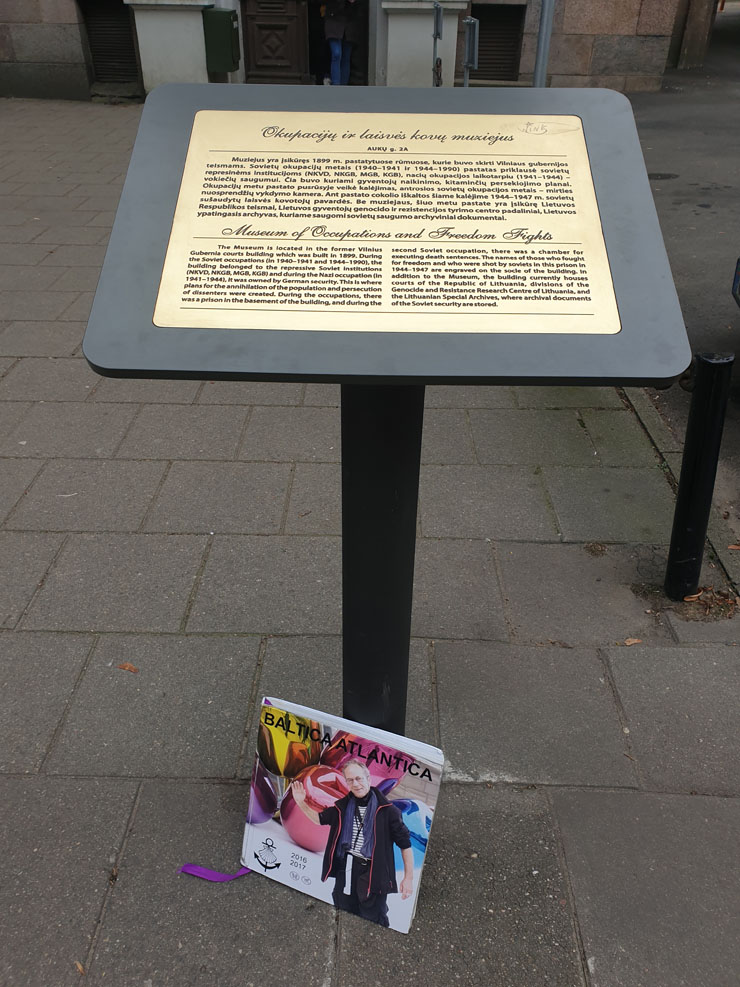 Okupacijų ir laisvės kovų muziejus
AUKŲ g. 2A
Muziejus yra įsikūręs 1899 m. pastatytuose rūmuose, kurie buvo skirti Vilniaus gubernijos
teismams. Sovietų okupacijų metais (1940–1941 ir 1944–1990) pastatas priklausė sovietų
represinėms institucijoms (NKVD, NKGB, MGB, KGB), nacių okupacijos laikotarpiu (1941–1944) –
vokiečių saugumui. Čia buvo kuriami gyventojų naikinimo, kitaminčių persekiojimo planai.
Okupacijų metu pastato pusrūsyje veikė kalėjimas, antrosios sovietų okupacijos metais – mirties
nuosprendžių vykdymo kamera. Ant pastato cokolio iškaltos šiame kalėjime 1944–1947 m. sovietų
sušaudytų laisvės kovotojų pavardės. Be muziejaus, šiuo metu pastate yra įsikūrę Lietuvos
Respublikos teismai, Lietuvos gyventojų genocido ir rezistencijos tyrimo centro padaliniai, Lietuvos
ypatingasis archyvas, kuriame saugomi sovietų saugumo archyviniai dokumentai.
Museum of Occupations and Freedom Fights
The Museum is located in the former Vilnius
Gubernia courts building which was built in 1899. During
the Soviet occupations (in 1940–1941 and 1944–1990), the
building belonged to the repressive Soviet institutions
(NKVD, NKGB, MGB, KGB) and during the Nazi occupation (in
1941–1944), it was owned by German security. This is where
plans for the annihilation of the population and persecution
of dissenters were created. During the occupations, there
was a prison in the basement of the building, and during the
second Soviet occupation, there was a chamber for
executing death sentences. The names of those who fought
for freedom and who were shot by soviets in this prison in
1944–1947 are engraved on the socle of the building. In
addition to the Museum, the building currently houses
courts of the Republic of Lithuania, divisions of the
Genocide and Resistance Research Centre of Lithuania, and
the Lithuanian Special Archives, where archival documents
of the Soviet security are stored.
BALTICA ATLANTICA
2016
2017